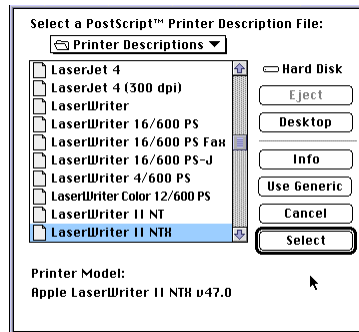 Select a PostScript™ Printer Description File:
Printer Descriptions
LaserJet 4
LaserJet 4 (300 dpi)
LaserWriter
LaserWriter 16/600 PS
LaserWriter 16/600 PS Fax
LaserWriter 16/600 PS-J
LaserWriter 4/600 PS
LaserWriter Color 12/600 PS
LaserWriter II NT
LaserWriter II NTX
Hard Disk
Eject
Desktop
Info
Use Generic
Cancel
Select
Printer Model:
Apple LaserWriter II NTX v47.0